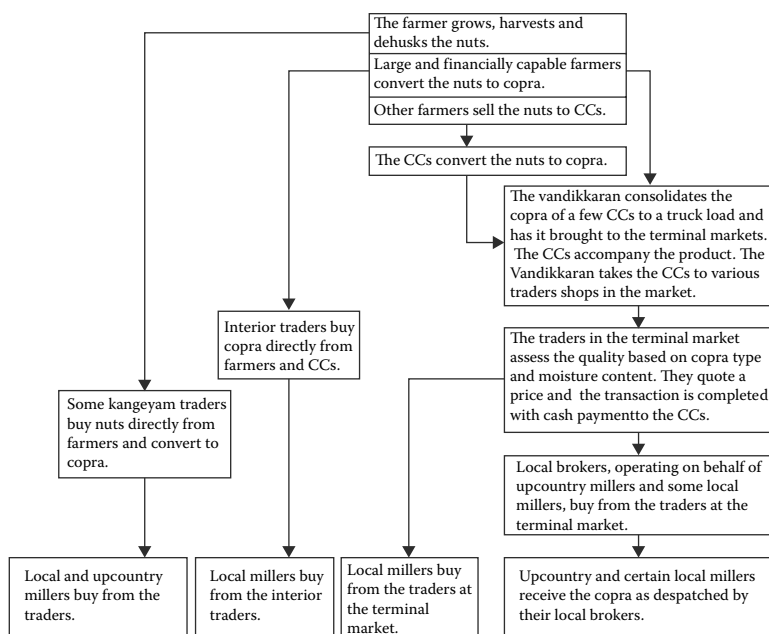 The farmer grows, harvests and
dehusks the nuts.
Large and financially capable farmers
convert the nuts to copra.
Other farmers sell the nuts to CCs.
The CCs convert the nuts to copra.
The vandikkaran consolidates the
copra of a few CCs to a truck load and
has it brought to the terminal markets.
The CCs accompany the product. The
Vandikkaran takes the CCs to various
traders shops in the market.
Interior traders buy
copra directly from
farmers and CCs.
The traders in the terminal market
assess the quality based on copra type
and moisture content. They quote a
price and the transaction is completed
with cash paymentto the CCs.
Some kangeyam traders
buy nuts directly from
farmers and convert to
copra.
Local brokers, operating on behalf of
upcountry millers and some local
millers, buy from the traders at the
terminal market.
Local and upcountry
millers buy from the
traders.
Local millers buy
from the interior
traders.
Local millers buy
from the traders at
the terminal
market.
Upcountry and certain local millers
receive the copra as despatched by
their local brokers.